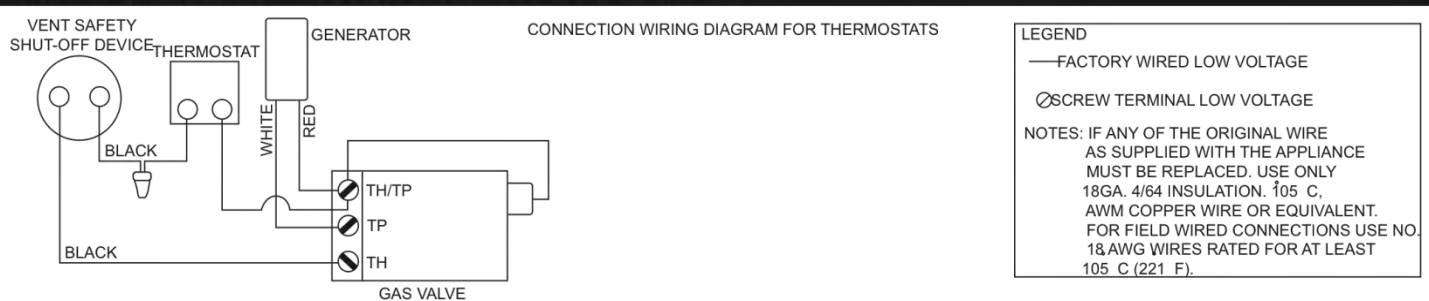 VENT SAFETY
SHUT-OFF DEVICE
THERMOSTAT
GENERATOR
CONNECTION WIRING DIAGRAM FOR THERMOSTATS
BLACK
WHITE
RED
TH/TP
TP
BLACK
TH
GAS VALVE
LEGEND
FACTORY WIRED LOW VOLTAGE
SCREW TERMINAL LOW VOLTAGE
NOTES: IF ANY OF THE ORIGINAL WIRE
AS SUPPLIED WITH THE APPLIANCE
MUST BE REPLACED. USE ONLY
18GA. 4/64 INSULATION. 105 C,
AWM COPPER WIRE OR EQUIVALENT.
FOR FIELD WIRED CONNECTIONS USE NO.
18 AWG WIRES RATED FOR AT LEAST
105 C (221 F).